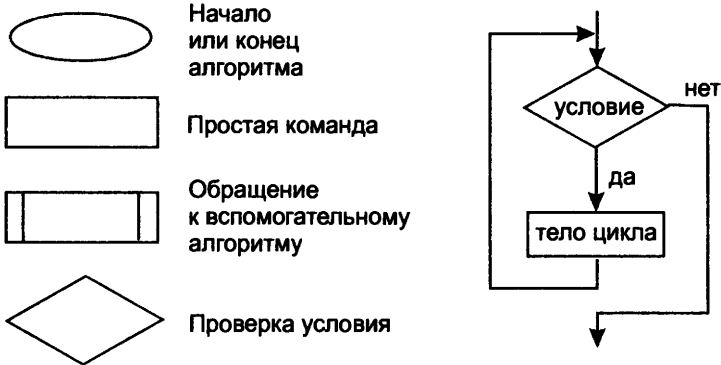 Начало
или конец
алгоритма
Простая команда
Обращение
к вспомогательному
алгоритму
Проверка условия
условие
нет
да
тело цикла